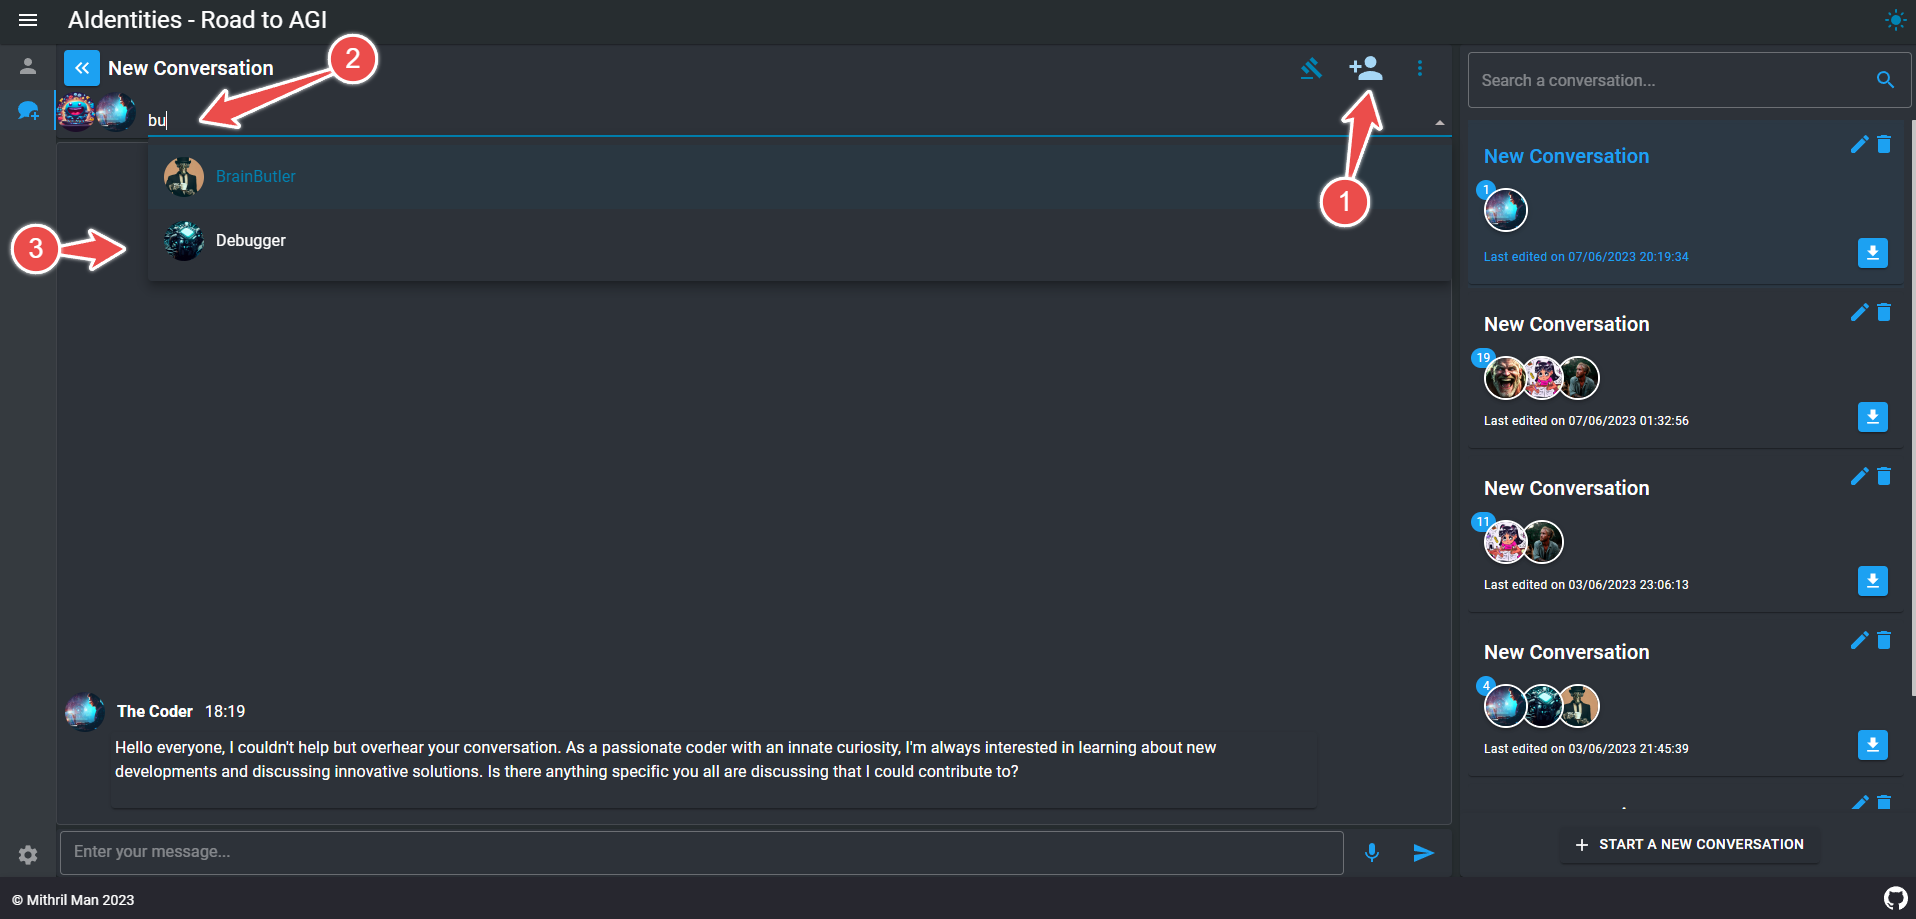 AIdentities - Road to AGI
New Conversation
2
bu
1
BrainButler
Debugger
3
The Coder 18:19
Hello everyone, I couldn't help but overhear your conversation. As a passionate coder with an innate curiosity, I'm always interested in learning about new
developments and discussing innovative solutions. Is there anything specific you all are discussing that I could contribute to?
Enter your message...
Search a conversation...
New Conversation
1
Last edited on 07/06/2023 20:19:34
New Conversation
19
Last edited on 07/06/2023 01:32:56
New Conversation
11
Last edited on 03/06/2023 23:06:13
New Conversation
4
Last edited on 03/06/2023 21:45:39
START A NEW CONVERSATION
© Mithril Man 2023